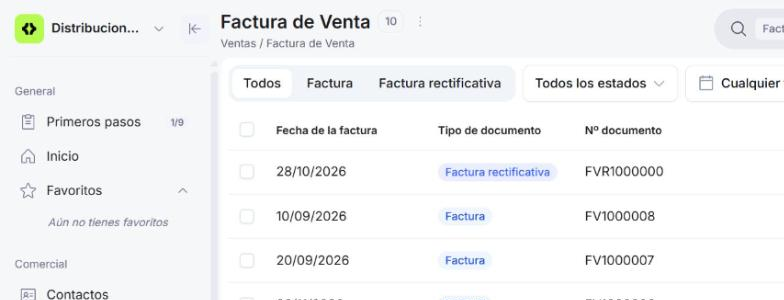 Distribucion...
Factura de Venta 10
Ventas / Factura de Venta
Fact
General
Primeros pasos 1/9
Inicio
Favoritos
Aún no tienes favoritos
Comercial
Contactos
Todos Factura Factura rectificativa Todos los estados Cualquier
Fecha de la factura Tipo de documento Nº documento
28/10/2026 Factura rectificativa FVR1000000
10/09/2026 Factura FV1000008
20/09/2026 Factura FV1000007